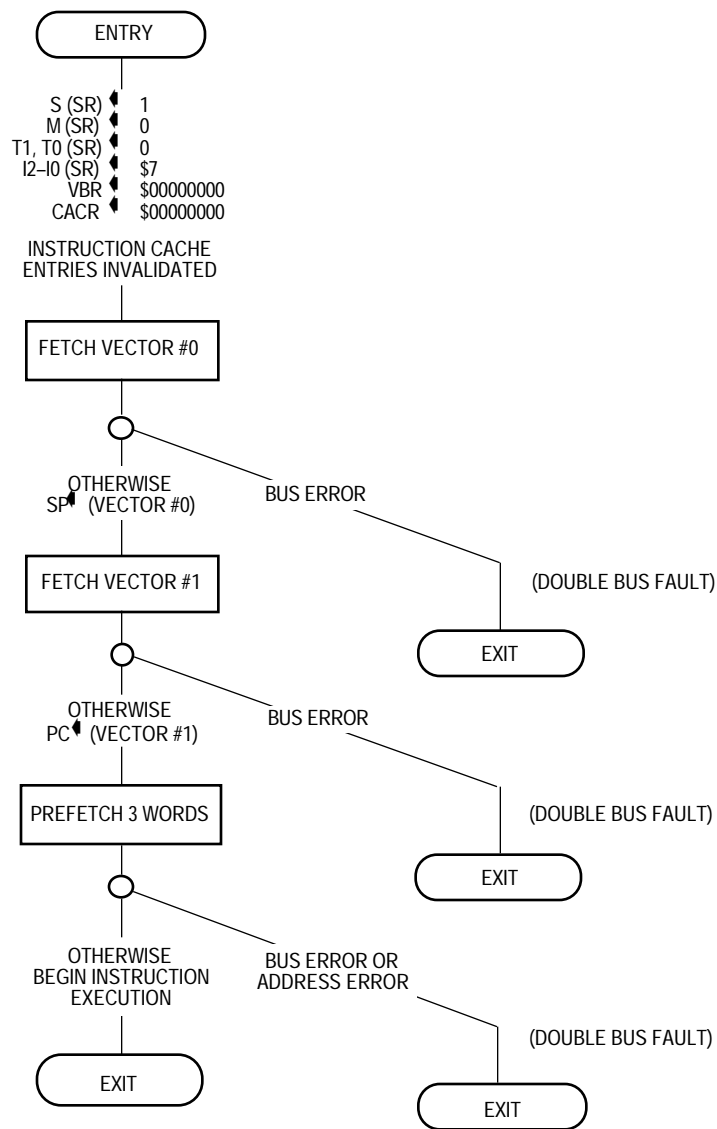 ENTRY
S (SR) 1
M (SR) 0
T1, T0 (SR) 0
I2–I0 (SR) $7
VBR $00000000
CACR $00000000
INSTRUCTION CACHE
ENTRIES INVALIDATED
FETCH VECTOR #0
OTHERWISE
SP (VECTOR #0)
BUS ERROR
FETCH VECTOR #1
(DOUBLE BUS FAULT)
EXIT
OTHERWISE
PC (VECTOR #1)
BUS ERROR
PREFETCH 3 WORDS
(DOUBLE BUS FAULT)
EXIT
OTHERWISE
BEGIN INSTRUCTION
EXECUTION
BUS ERROR OR
ADDRESS ERROR
(DOUBLE BUS FAULT)
EXIT
EXIT